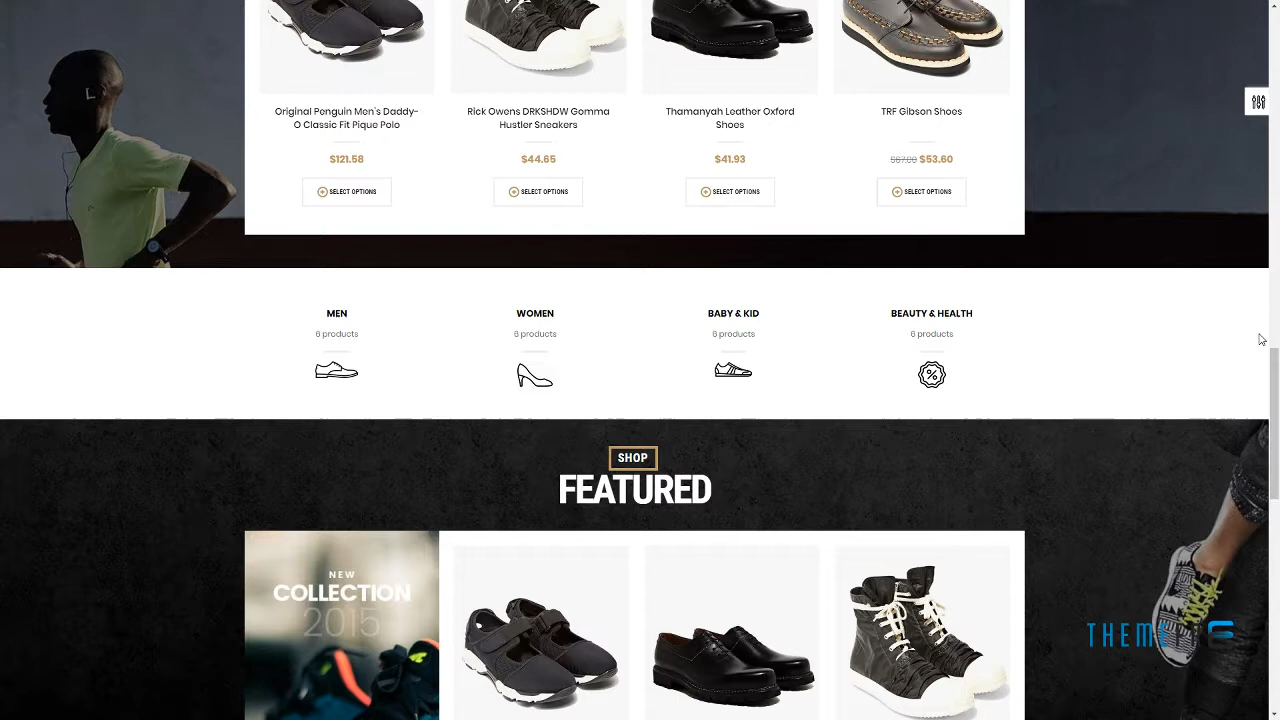 Original Penguin Men's Daddy-
O Classic Fit Pique Polo
Rick Owens DRKSHDW Gomma
Hustler Sneakers
Thamanyah Leather Oxford
Shoes
TRF Gibson Shoes
$121.58
$44.65
$41.93
$67.00 $53.60
SELECT OPTIONS
SELECT OPTIONS
SELECT OPTIONS
SELECT OPTIONS
MEN
WOMEN
BABY & KID
BEAUTY & HEALTH
6 products
6 products
6 products
6 products
SHOP
FEATURED
NEW
COLLECTION
2015
THEME